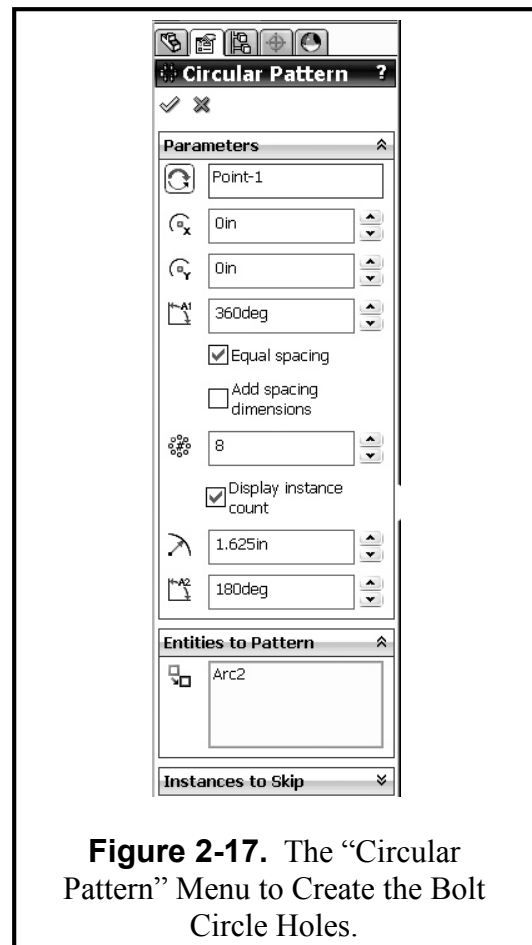 Circular Pattern ?
Parameters
Point-1
X 0in
Y 0in
A1 360deg
Equal spacing
Add spacing
dimensions
# 8
Display instance
count
1.625in
A2 180deg
Entities to Pattern
Arc2
Instances to Skip
Figure 2-17. The “Circular
Pattern” Menu to Create the Bolt
Circle Holes.